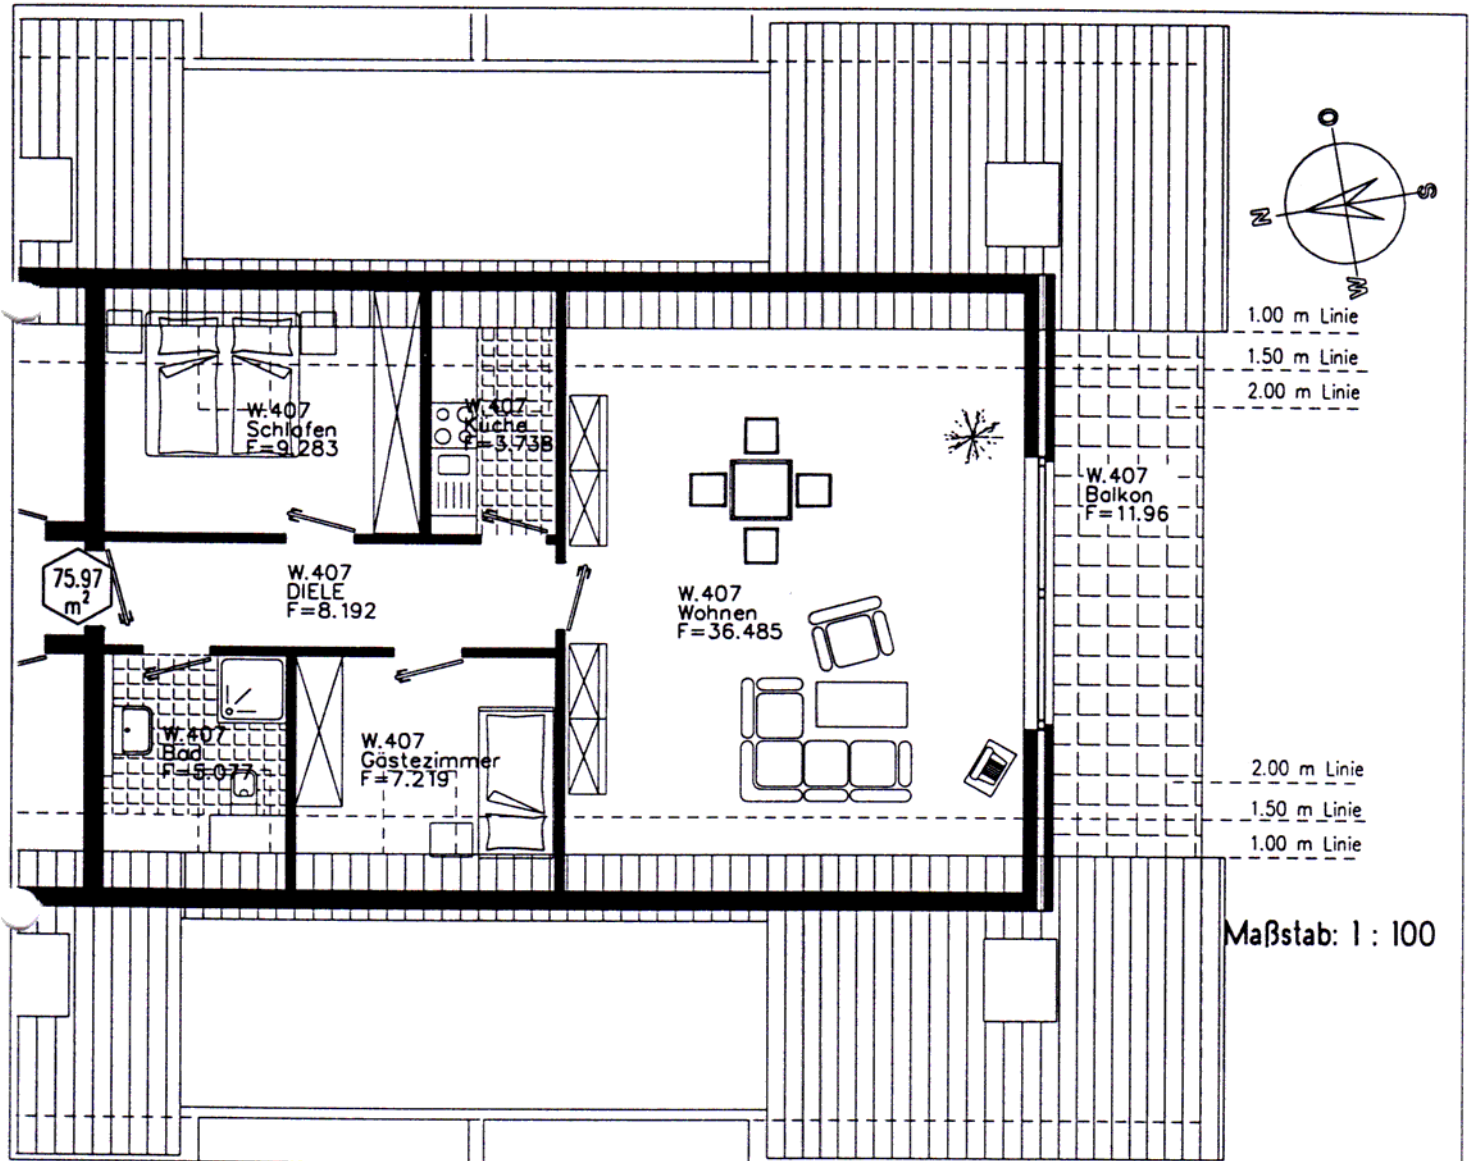 O
S
N
W
1.00 m Linie
1.50 m Linie
2.00 m Linie
W.407
Schlafen
F=9.283
W.407
Küche
F=3.738
W.407
Balkon
F=11.96
75.97
m²
W.407
DIELE
F=8.192
W.407
Wohnen
F=36.485
W.407
Bad
F=5.077
W.407
Gästezimmer
F=7.219
2.00 m Linie
1.50 m Linie
1.00 m Linie
Maßstab: 1 : 100